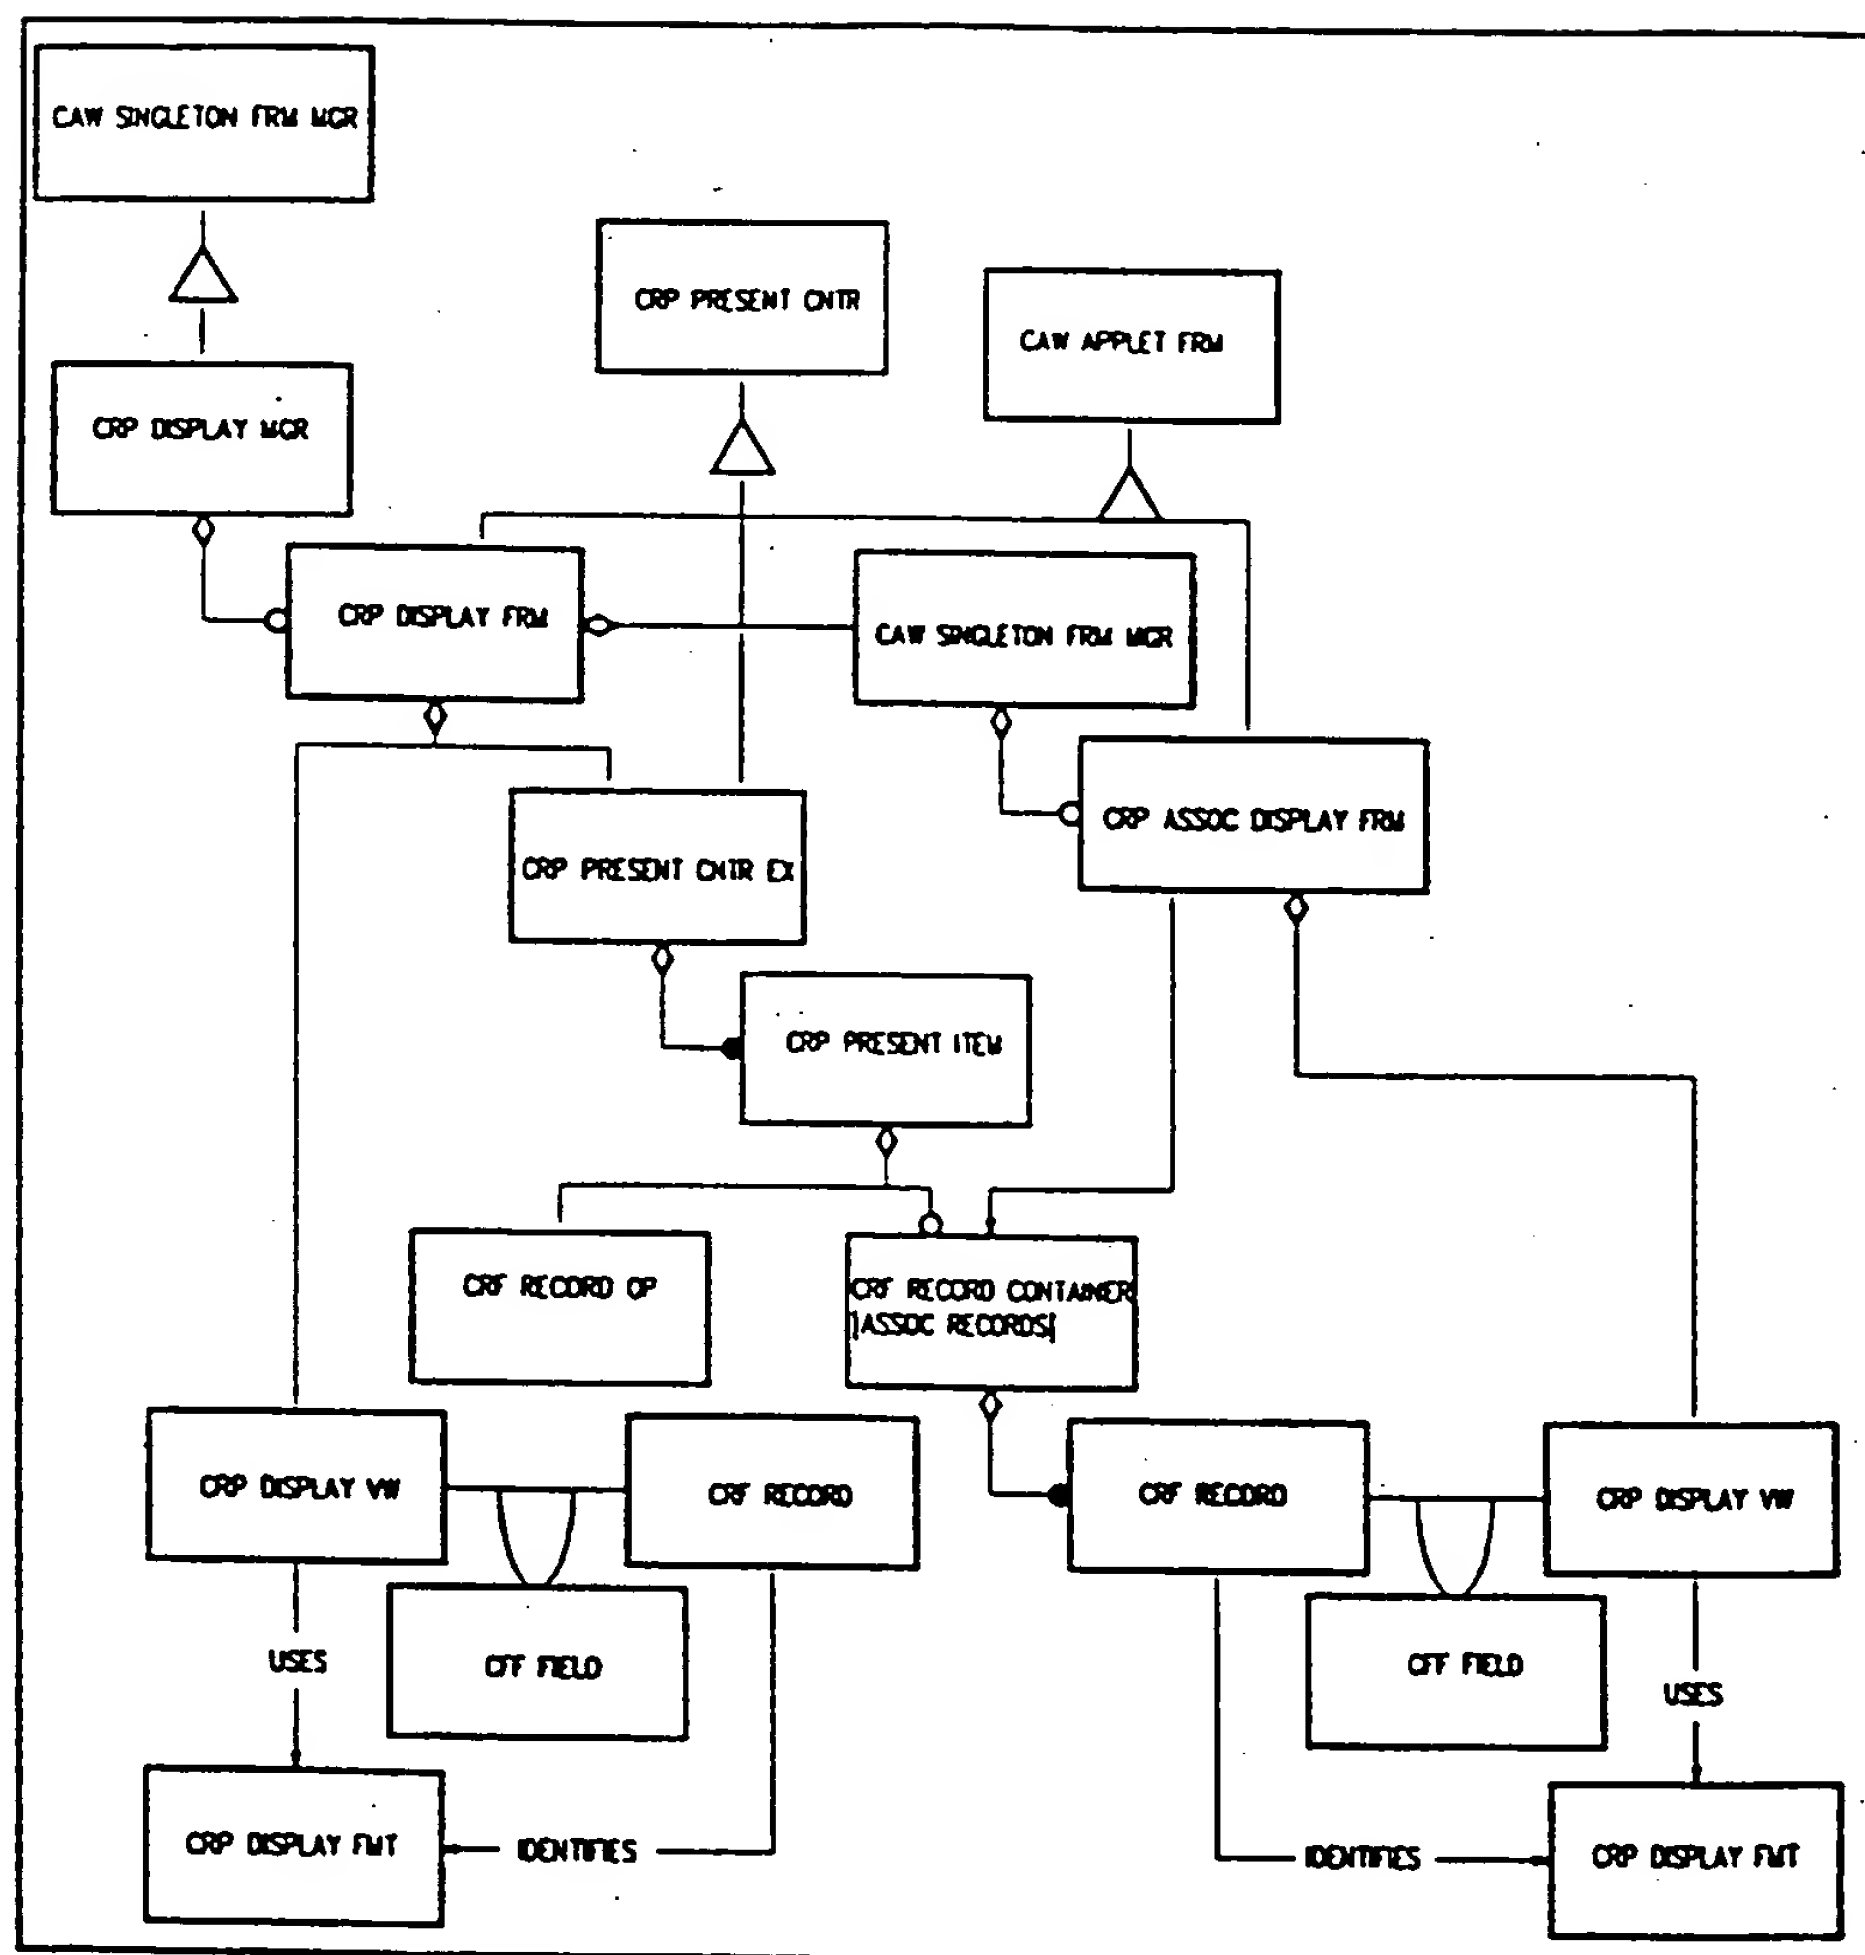 CAW SINGLETON FRM MGR
CRP PRESENT CNTR
CAW APPLET FRM
CRP DISPLAY MGR
CRP DISPLAY FRM
CAW SINGLETON FRM MGR
CRP ASSOC DISPLAY FRM
CRP PRESENT CNTR EX
CRP PRESENT ITEM
CRF RECORD OP
CRF RECORD CONTAINER
[ASSOC RECORDS]
CRP DISPLAY VW
CRF RECORD
CRF RECORD
CRP DISPLAY VW
USES
CFF FIELD
CFF FIELD
USES
CRP DISPLAY FMT
IDENTIFIES
IDENTIFIES
CRP DISPLAY FMT